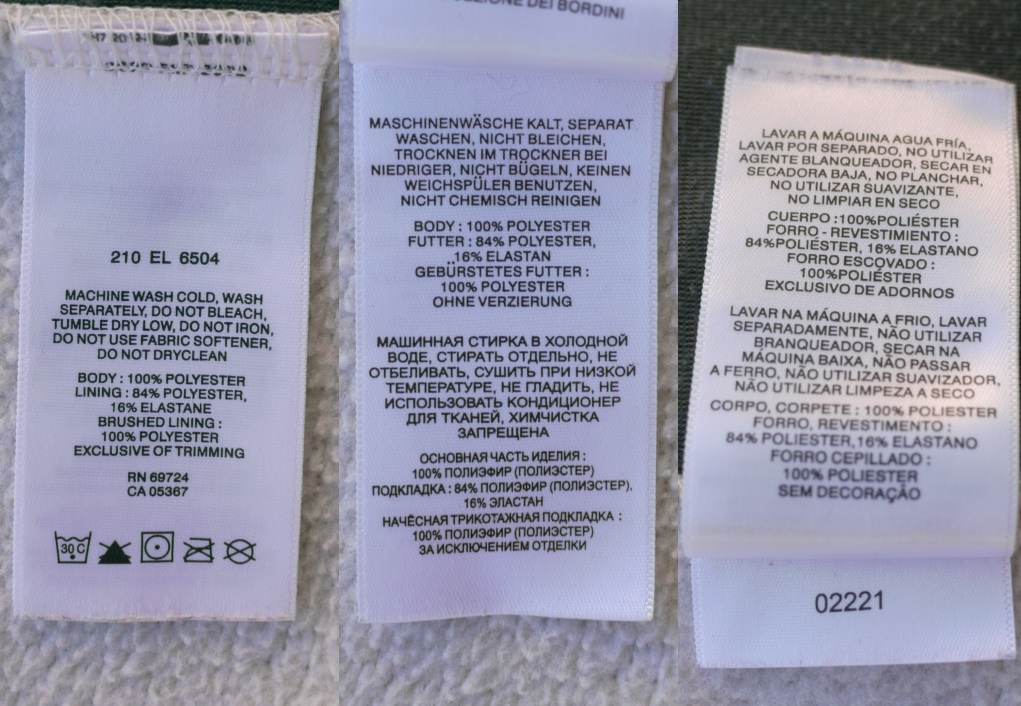 210 EL 6504
MACHINE WASH COLD, WASH
SEPARATELY, DO NOT BLEACH,
TUMBLE DRY LOW, DO NOT IRON,
DO NOT USE FABRIC SOFTENER,
DO NOT DRYCLEAN
BODY : 100% POLYESTER
LINING : 84% POLYESTER,
16% ELASTANE
BRUSHED LINING :
100% POLYESTER
EXCLUSIVE OF TRIMMING
RN 69724
CA 05367
30 C
DEI BORDINI
MASCHINENWÄSCHE KALT, SEPARAT
WASCHEN, NICHT BLEICHEN,
TROCKNEN IM TROCKNER BEI
NIEDRIGER, NICHT BÜGELN, KEINEN
WEICHSPÜLER BENUTZEN,
NICHT CHEMISCH REINIGEN
BODY : 100% POLYESTER
FUTTER : 84% POLYESTER,
16% ELASTAN
GEBÜRSTETES FUTTER :
100% POLYESTER
OHNE VERZIERUNG
МАШИННАЯ СТИРКА В ХОЛОДНОЙ
ВОДЕ, СТИРАТЬ ОТДЕЛЬНО, НЕ
ОТБЕЛИВАТЬ, СУШИТЬ ПРИ НИЗКОЙ
ТЕМПЕРАТУРЕ, НЕ ГЛАДИТЬ, НЕ
ИСПОЛЬЗОВАТЬ КОНДИЦИОНЕР
ДЛЯ ТКАНЕЙ, ХИМЧИСТКА
ЗАПРЕЩЕНА
ОСНОВНАЯ ЧАСТЬ ИДЕЛИЯ :
100% ПОЛИЭФИР (ПОЛИЭСТЕР)
ПОДКЛАДКА : 84% ПОЛИЭФИР (ПОЛИЭСТЕР),
16% ЭЛАСТАН
НАЧЁСНАЯ ТРИКОТАЖНАЯ ПОДКЛАДКА :
100% ПОЛИЭФИР (ПОЛИЭСТЕР)
ЗА ИСКЛЮЧЕНИЕМ ОТДЕЛКИ
LAVAR A MÁQUINA AGUA FRÍA,
LAVAR POR SEPARADO, NO UTILIZAR
AGENTE BLANQUEADOR, SECAR EN
SECADORA BAJA, NO PLANCHAR,
NO UTILIZAR SUAVIZANTE,
NO LIMPIAR EN SECO
CUERPO :100%POLIÉSTER
FORRO - REVESTIMIENTO :
84%POLIÉSTER, 16% ELASTANO
FORRO ESCOVADO :
100%POLIÉSTER
EXCLUSIVO DE ADORNOS
LAVAR NA MÁQUINA A FRIO, LAVAR
SEPARADAMENTE, NÃO UTILIZAR
BRANQUEADOR, SECAR NA
MÁQUINA BAIXA, NÃO PASSAR
A FERRO, NÃO UTILIZAR SUAVIZADOR,
NÃO UTILIZAR LIMPEZA A SECO
CORPO, CORPETE : 100% POLIESTER
FORRO, REVESTIMENTO :
84% POLIESTER,16% ELASTANO
FORRO CEPILLADO :
100% POLIESTER
SEM DECORAÇÃO
02221